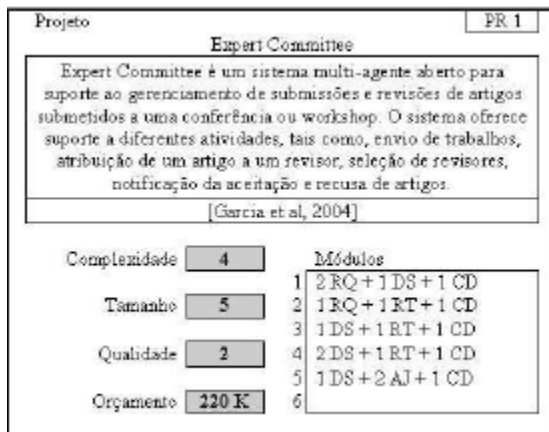 Projeto
PR 1
Expert Committee
Expert Committee é um sistema multi-agente aberto para
suporte ao gerenciamento de submissões e revisões de artigos
submetidos a uma conferência ou workshop. O sistema oferece
suporte a diferentes atividades, tais como, envio de trabalhos,
atribuição de um artigo a um revisor, seleção de revisores,
notificação da aceitação e recusa de artigos.
[Garcia et al, 2004]
Complexidade 4
Tamanho 5
Qualidade 2
Orçamento 220 K
Módulos
1 2 RQ + 1 DS + 1 CD
2 1 RQ + 1 RT + 1 CD
3 1 DS + 1 RT + 1 CD
4 2 DS + 1 RT + 1 CD
5 1 DS + 2 AJ + 1 CD
6